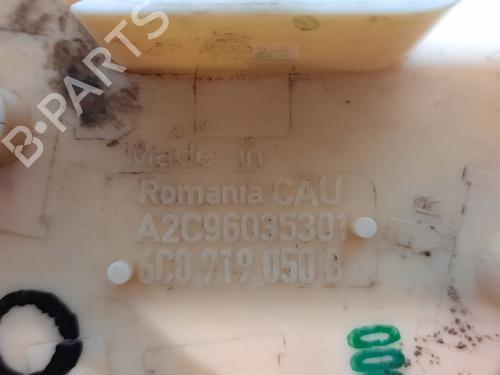 B-PARTS
Made in
Romania CAU
A2C96035301
6C0 919 050 B